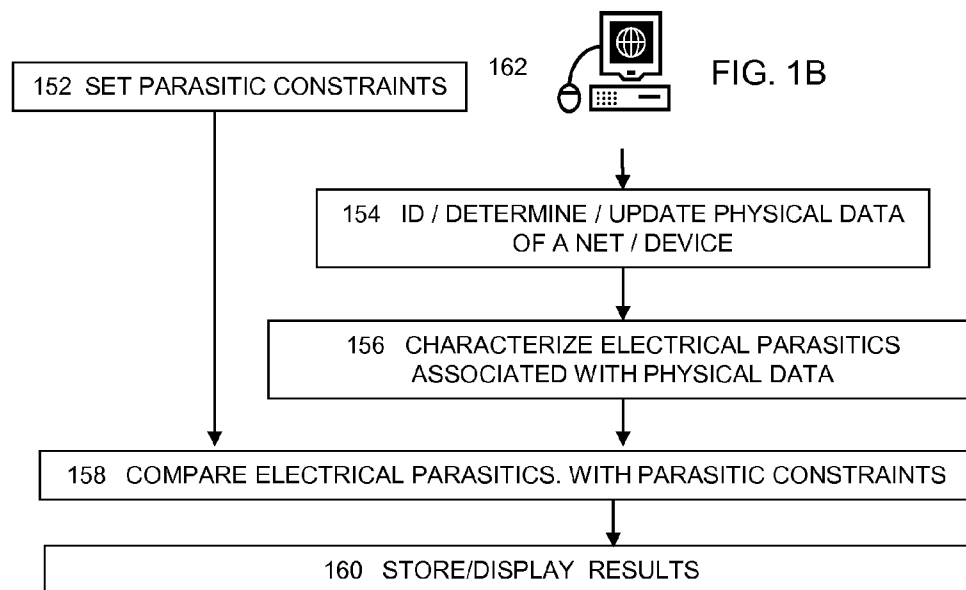 152 SET PARASITIC CONSTRAINTS
162
FIG. 1B
154 ID / DETERMINE / UPDATE PHYSICAL DATA
OF A NET / DEVICE
156 CHARACTERIZE ELECTRICAL PARASITICS
ASSOCIATED WITH PHYSICAL DATA
158 COMPARE ELECTRICAL PARASITICS. WITH PARASITIC CONSTRAINTS
160 STORE/DISPLAY RESULTS